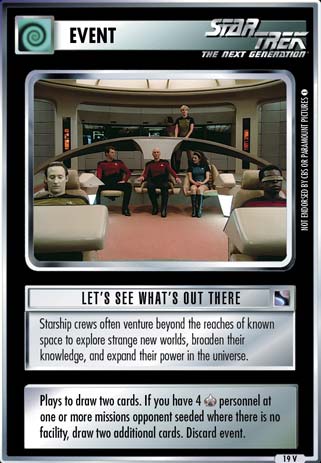 EVENT
STAR TREK
THE NEXT GENERATION
NOT ENDORSED BY CBS OR PARAMOUNT PICTURES
LET'S SEE WHAT'S OUT THERE
Starship crews often venture beyond the reaches of known
space to explore strange new worlds, broaden their
knowledge, and expand their power in the universe.
Plays to draw two cards. If you have 4 personnel at
one or more missions opponent seeded where there is no
facility, draw two additional cards. Discard event.
19 V